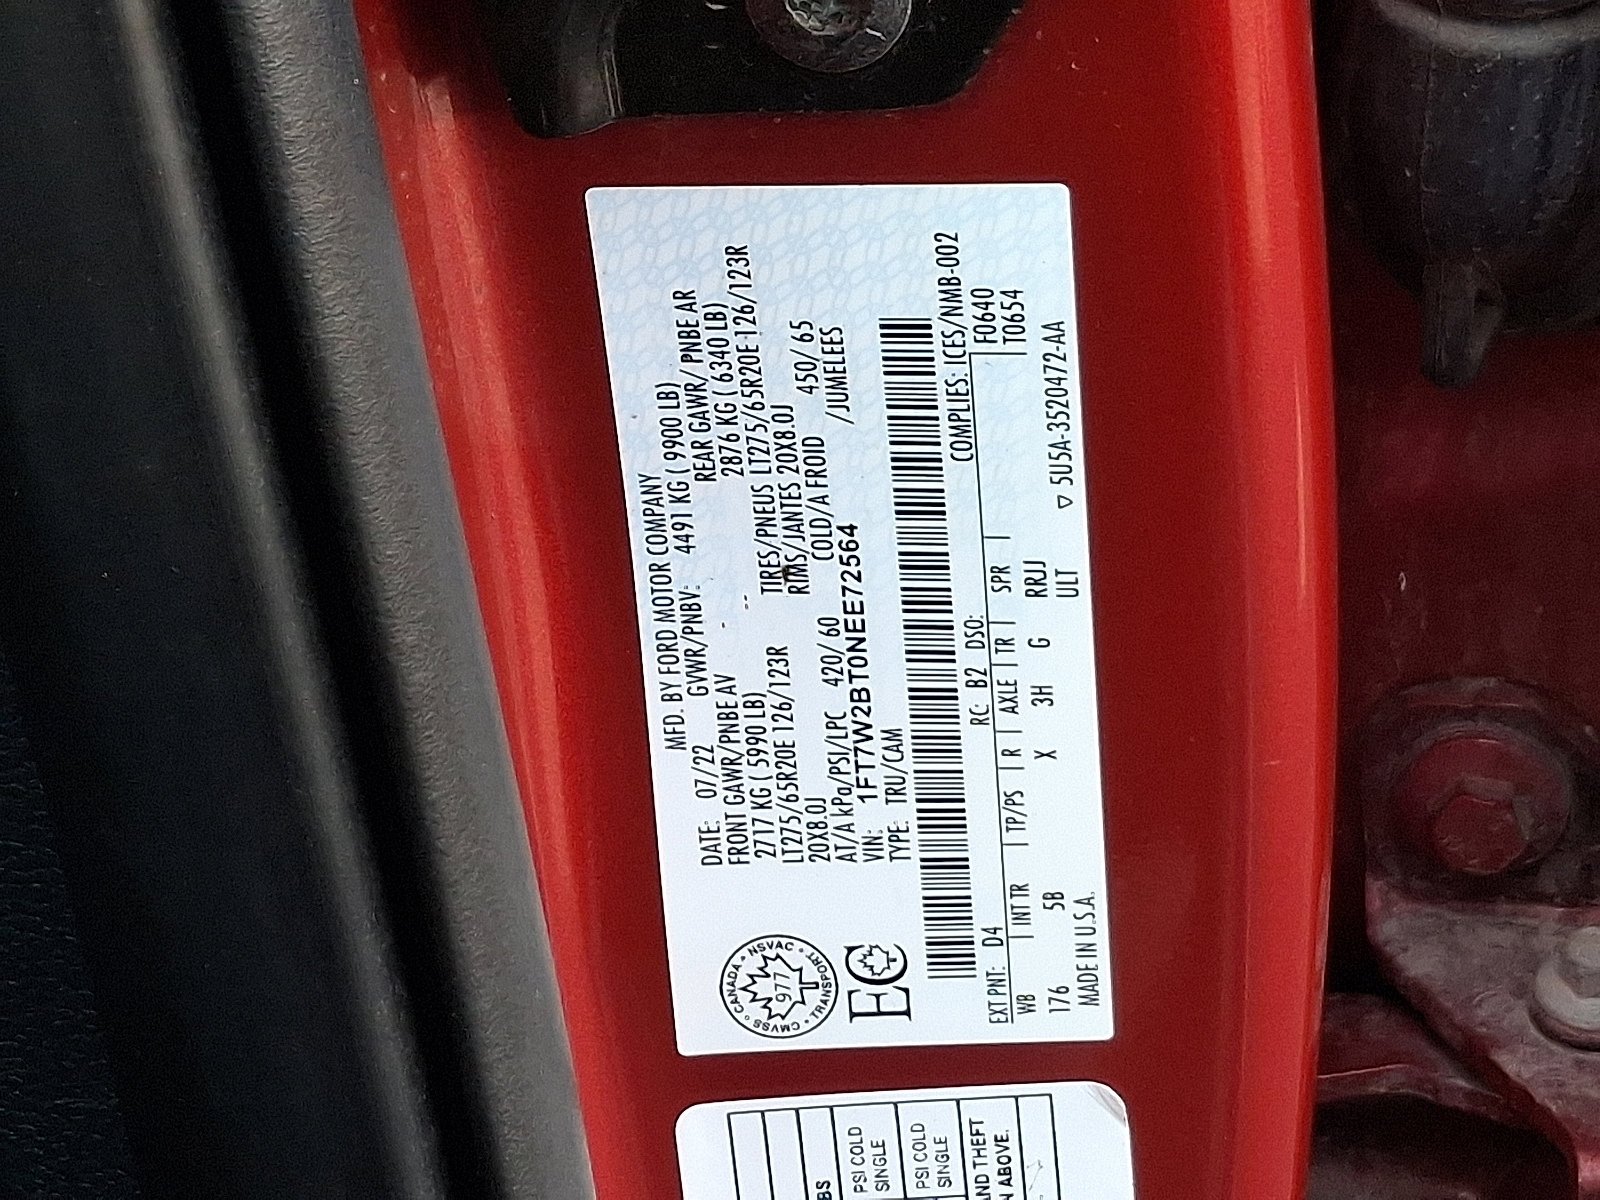 MFD. BY FORD MOTOR COMPANY
DATE: 07/22 GWWR/PNBV: 4491 KG ( 9900 LB)
FRONT GAWR/PNBE AV REAR GAWR/ PNBE AR
2717 KG ( 5990 LB) 2876 KG ( 6340 LB)
LT275/65R20E 126/123R TIRES/PNEUS LT275/65R20E 126/123R
20X8.0J RIMS/JANTES 20X8.0J
AT/A kPa/PSI/LPC 420/ 60 COLD/A FROID 450/ 65
VIN: 1FT7W2BT0NEE72564 /JUMELEES
TYPE: TRU/CAM
CANADA • NSVAC • TRANSPORT • CMVSS
977
EC
COMPLIES: ICES/NMB-002
EXT PNT: D4 RC: B2 DSO: F0640
WB INT TR TP/PS R AXLE TR SPR T0654
176 5B X 3H G RRJJ
MADE IN U.S.A. ULT ▽ 5U5A-3520472-AA
BS
PSI COLD
SINGLE
PSI COLD
SINGLE
AND THEFT
N ABOVE.